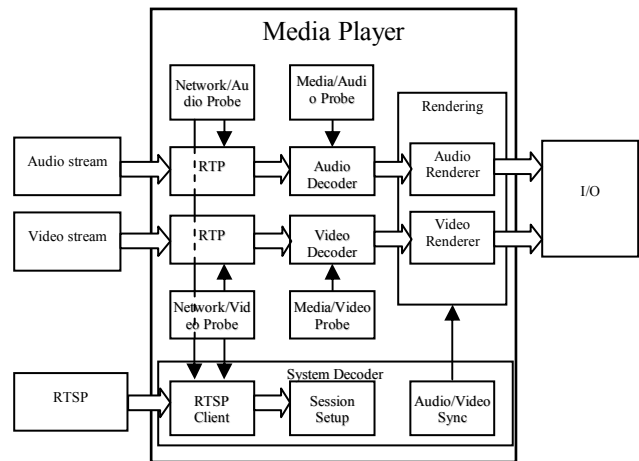 Media Player
Network/Au
dio Probe
Media/Audi
o Probe
Rendering
Audio stream
RTP
Audio
Decoder
Audio
Renderer
I/O
Video stream
RTP
Video
Decoder
Video
Renderer
Network/Vid
eo Probe
Media/Video
Probe
System Decoder
RTSP
RTSP
Client
Session
Setup
Audio/Video
Sync